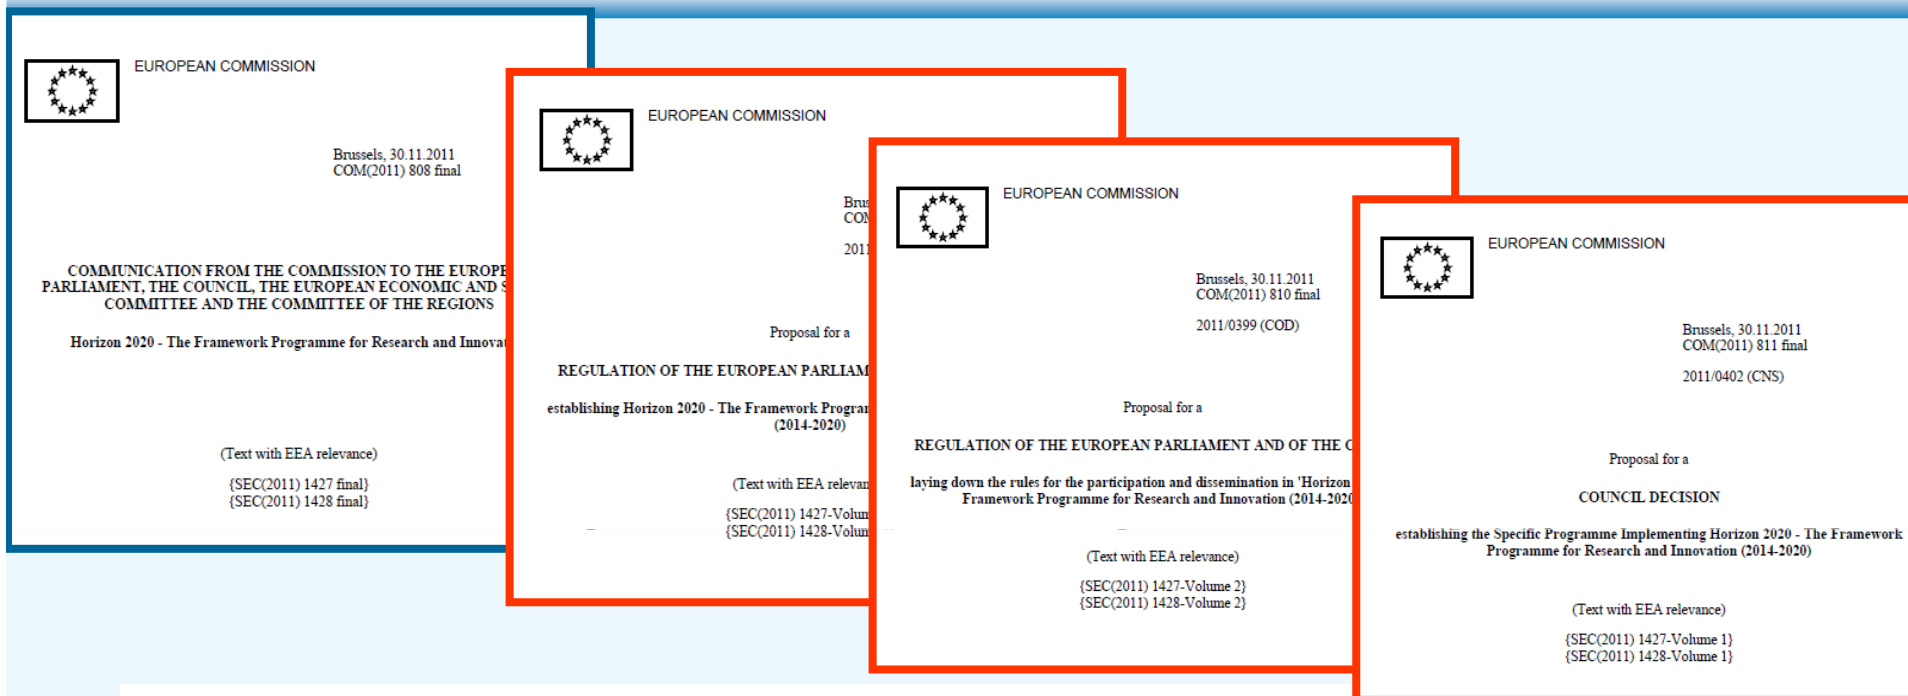 EUROPEAN COMMISSION
Brussels, 30.11.2011
COM(2011) 808 final
COMMUNICATION FROM THE COMMISSION TO THE
PARLIAMENT, THE COUNCIL, THE EUROPEAN ECONOMIC AND
COMMITTEE AND THE COMMITTEE OF THE REGIONS
Horizon 2020 - The Framework Programme for Research and
(Text with EEA relevance)
{SEC(2011) 1427 final}
{SEC(2011) 1428 final}
EUROPEAN COMMISSION
2011
Proposal for a
REGULATION OF THE EUROPEAN
establishing Horizon 2020 - The Framework
(2014-2020)
(Text with EEA
{SEC(2011)
{SEC(2011)
EUROPEAN COMMISSION
Brussels, 30.11.2011
COM(2011) 810 final
2011/0399 (COD)
Proposal for a
REGULATION OF THE EUROPEAN PARLIAMENT AND OF THE
laying down the rules for the participation and dissemination in 'Horizon
Framework Programme for Research and Innovation (2014-2020
(Text with EEA relevance)
{SEC(2011) 1427-Volume 2}
{SEC(2011) 1428-Volume 2}
EUROPEAN COMMISSION
Brussels, 30.11.2011
COM(2011) 811 final
2011/0402 (CNS)
Proposal for a
COUNCIL DECISION
establishing the Specific Programme Implementing Horizon 2020 - The Framework
Programme for Research and Innovation (2014-2020)
(Text with EEA relevance)
{SEC(2011) 1427-Volume 1}
{SEC(2011) 1428-Volume 1}